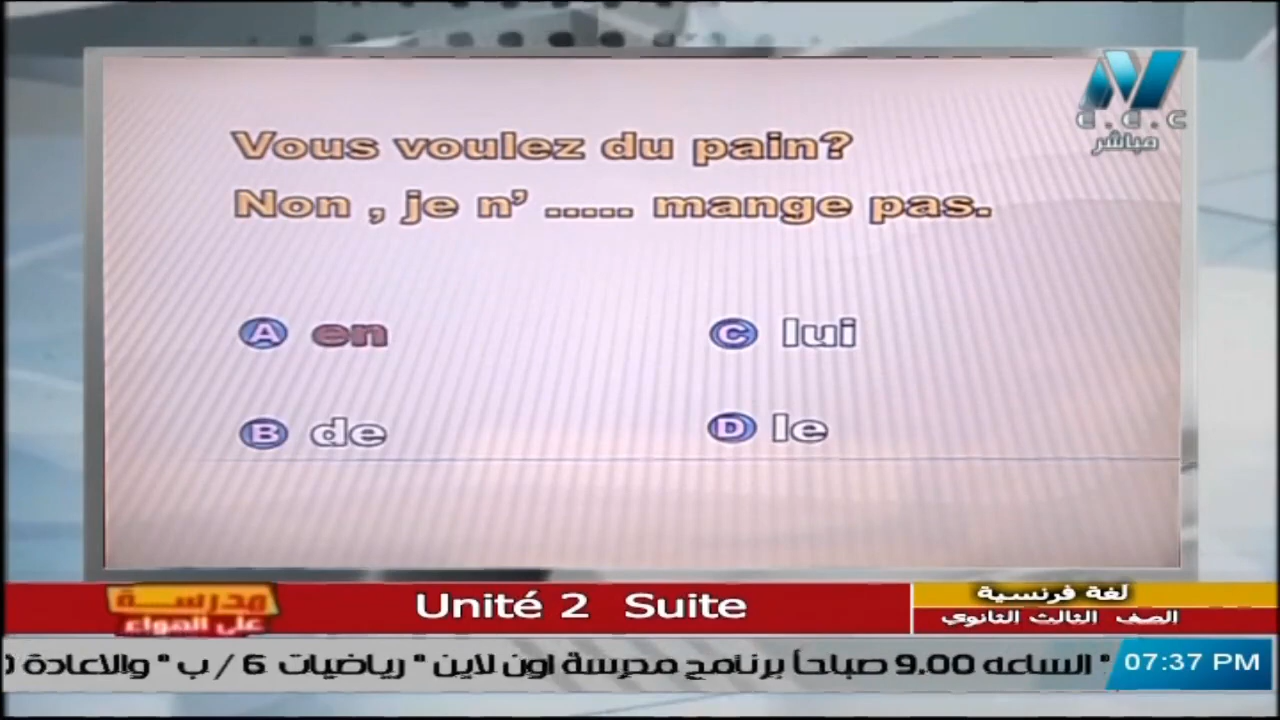 Vous voulez du pain?
Non , je n' ..... mange pas.
A en
C lui
B de
D le
e.e.c
مباشر
مدرسة
على الهواء
Unité 2 Suite
لغة فرنسية
الصف الثالث الثانوي
" الساعه 9.00 صباحاً برنامج مدرسة اون لاين " رياضيات 6 / ب " والاعادة
07:37 PM